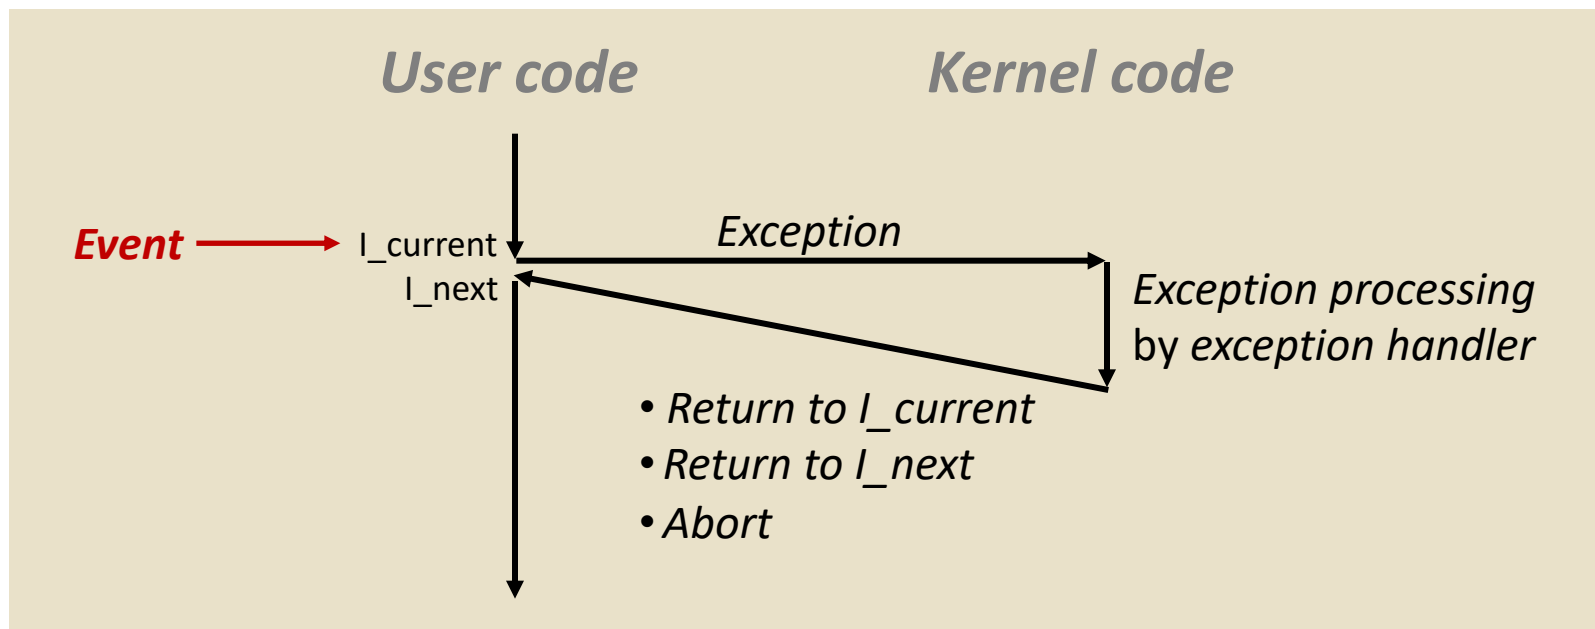 User code
Kernel code
Event
I_current
Exception
I_next
Exception processing
by exception handler
• Return to I_current
• Return to I_next
• Abort